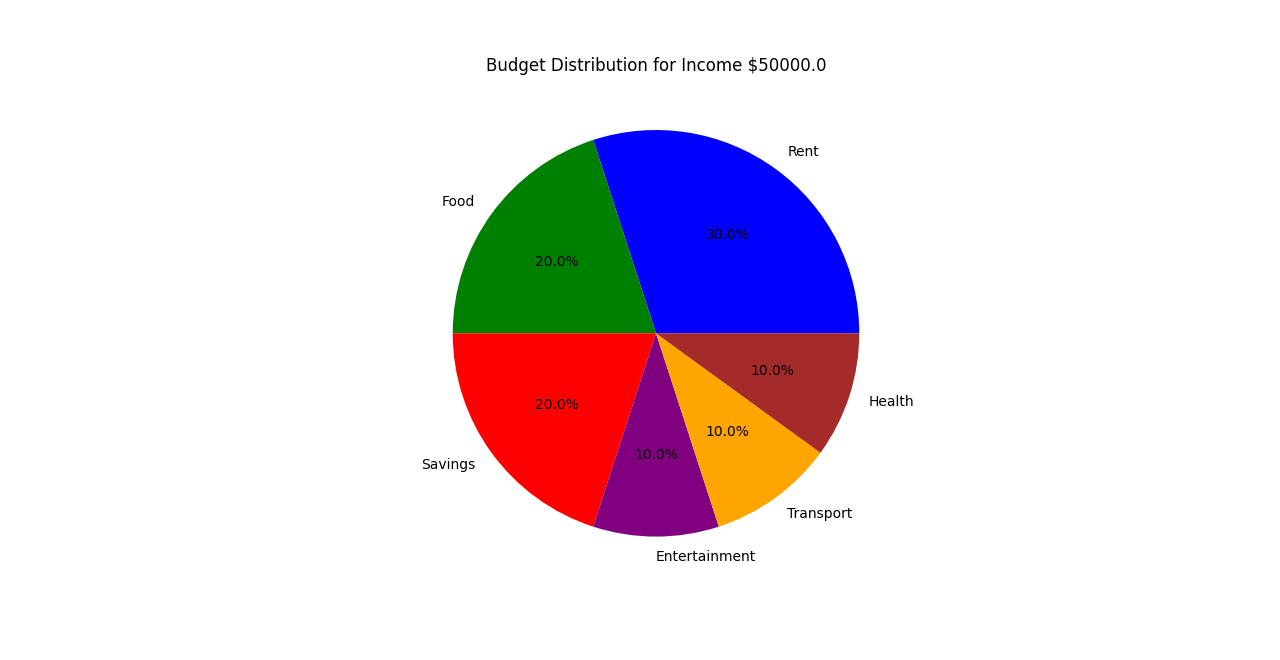 Budget Distribution for Income $50000.0
Rent
Food
30.0%
20.0%
10.0%
Health
20.0%
10.0%
10.0%
Savings
Transport
Entertainment